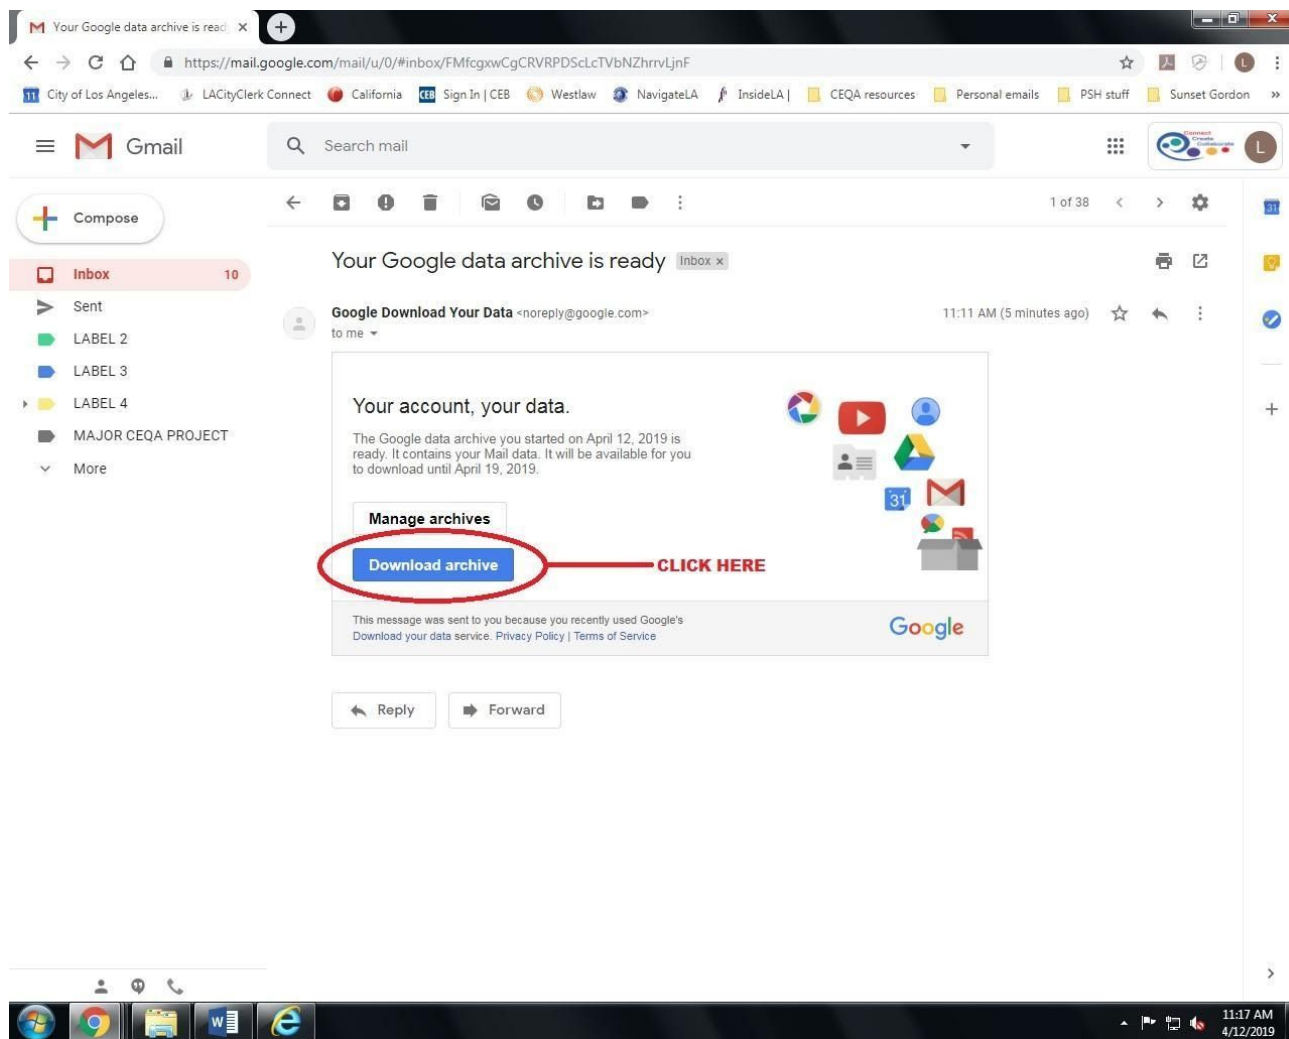 Your Google data archive is read
https://mail.google.com/mail/u/0/#inbox/FMfcgxwCgCRVRPDScLcTVbNZhrrvLjnF
City of Los Angeles... LACityClerk Connect California CEB Sign In | CEB Westlaw NavigateLA InsideLA | CEQA resources Personal emails PSH stuff Sunset Gordon »
Gmail
Search mail
Connect
Create
Collaborate
L
Compose
1 of 38
Your Google data archive is ready Inbox x
Inbox 10
Sent
LABEL 2
LABEL 3
LABEL 4
MAJOR CEQA PROJECT
More
Google Download Your Data <noreply@google.com>
11:11 AM (5 minutes ago)
to me
Your account, your data.
The Google data archive you started on April 12, 2019 is
ready. It contains your Mail data. It will be available for you
to download until April 19, 2019.
31
Manage archives
Download archive
CLICK HERE
This message was sent to you because you recently used Google's
Download your data service. Privacy Policy | Terms of Service
Google
Reply
Forward
11:17 AM
4/12/2019